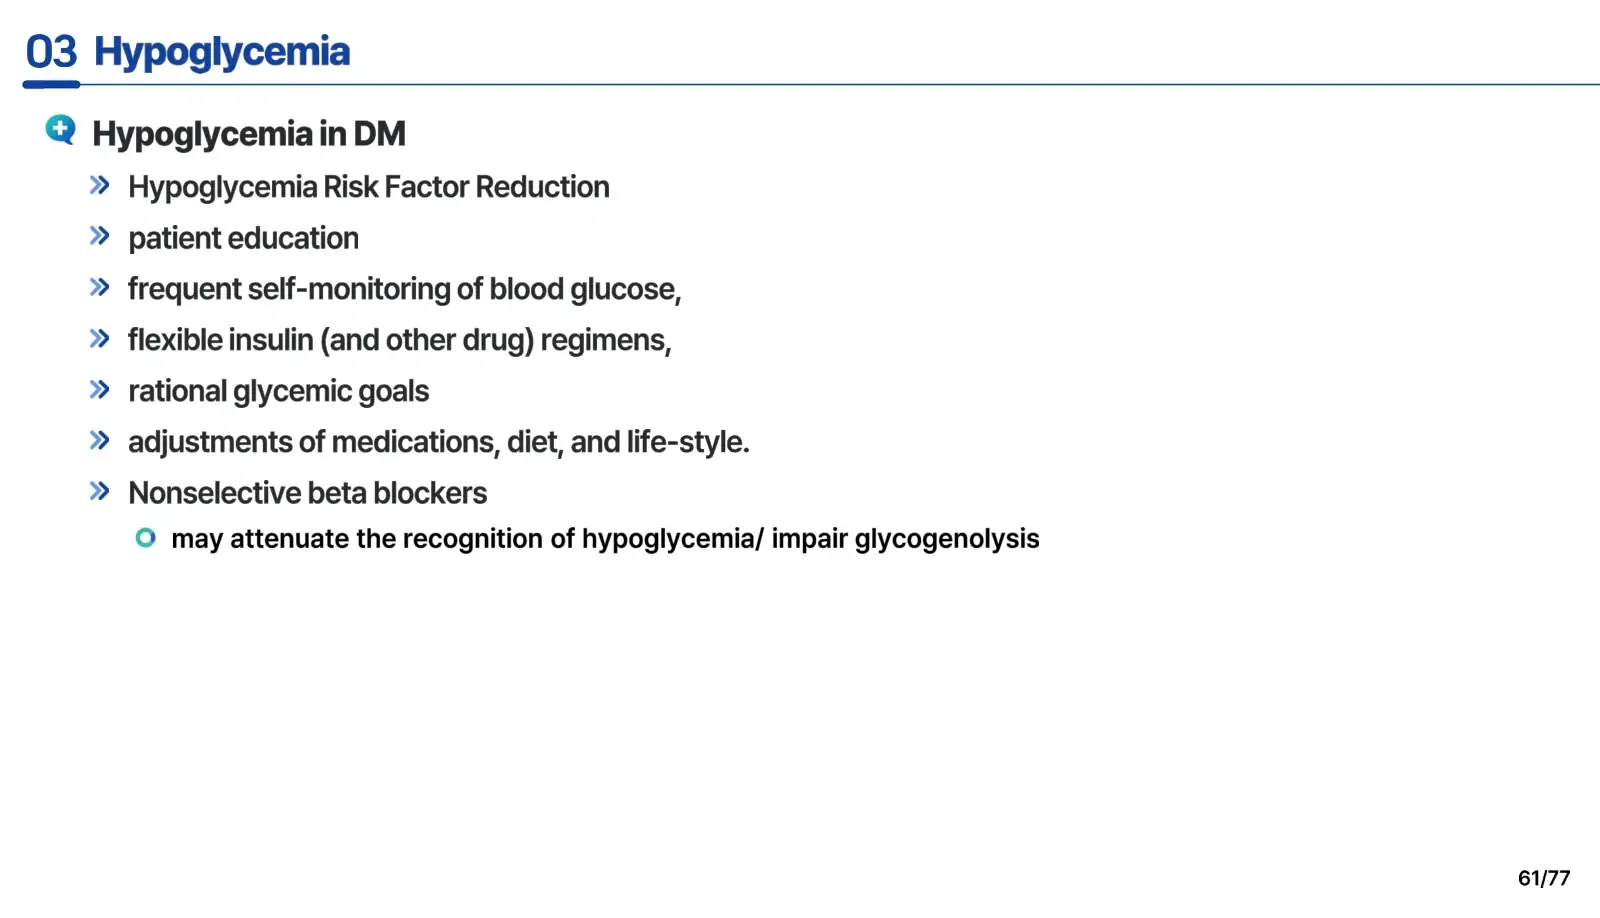 03 Hypoglycemia
Hypoglycemia in DM
Hypoglycemia Risk Factor Reduction
patient education
frequent self-monitoring of blood glucose,
flexible insulin (and other drug) regimens,
rational glycemic goals
adjustments of medications, diet, and life-style.
Nonselective beta blockers
may attenuate the recognition of hypoglycemia/ impair glycogenolysis
61/77